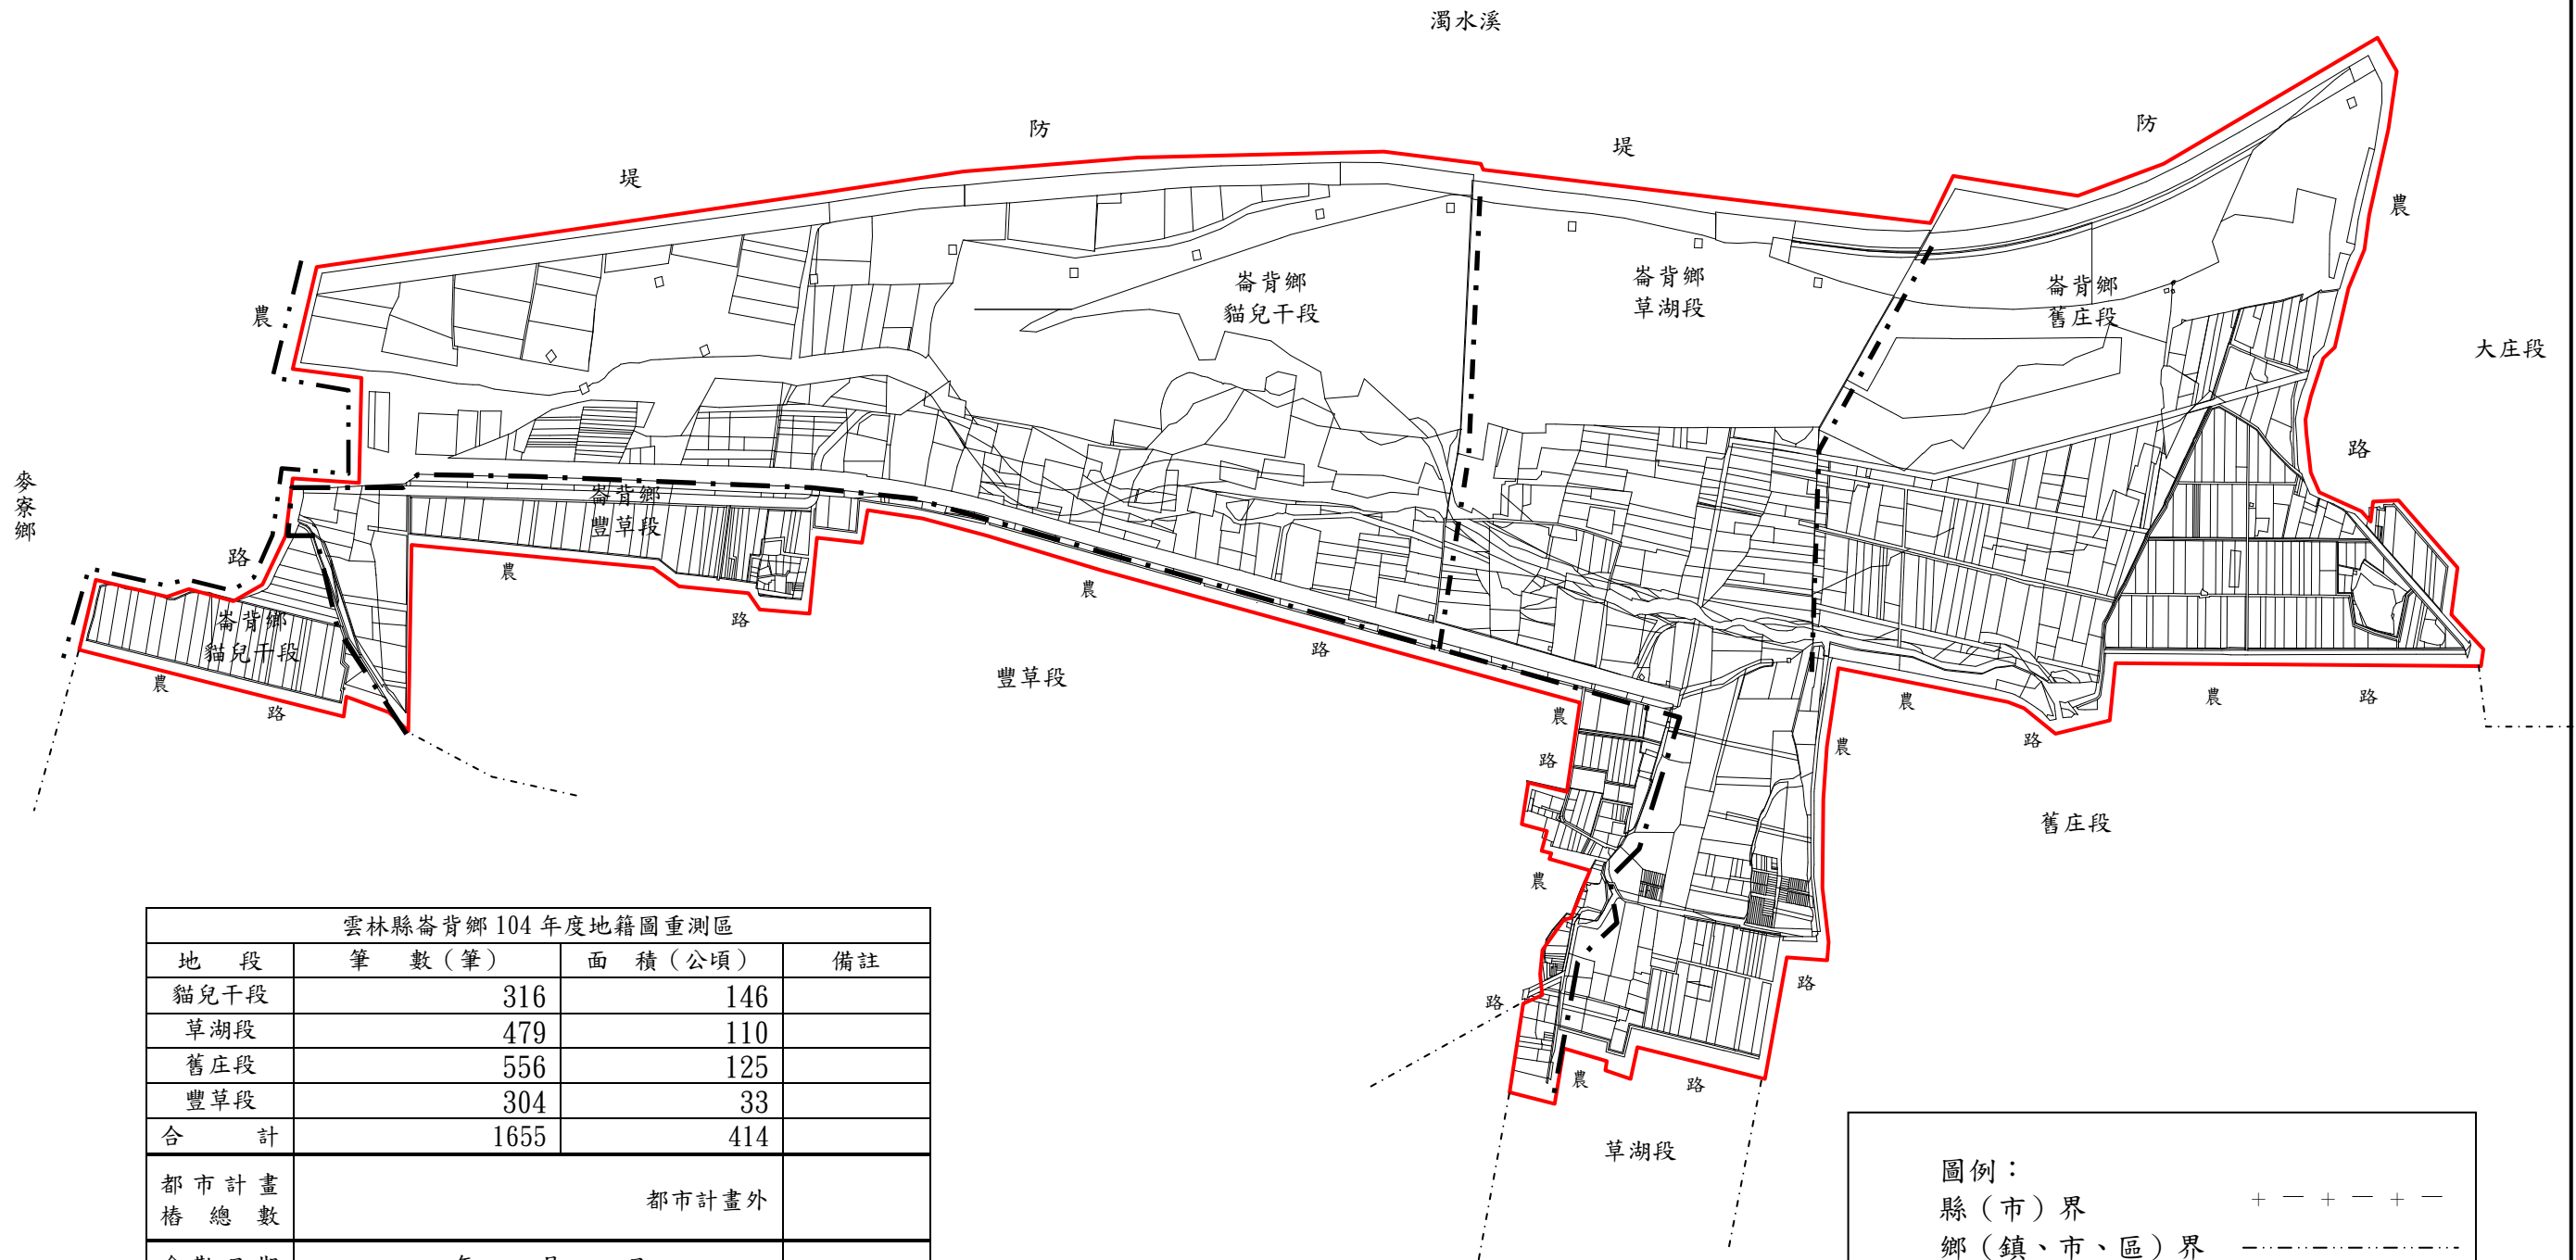 濁水溪
防
防
堤
堤
農
農
崙背鄉
貓兒干段
崙背鄉
草湖段
崙背鄉
舊庄段
大庄段
路
麥寮鄉
崙背鄉
豐草段
路
農
農
崙背鄉
貓兒干段
路
路
豐草段
農
路
農
農
農
路
路
農
路
農
路
舊庄段
農
路
路
農
路
草湖段
雲林縣崙背鄉 104 年度地籍圖重測區
地 段 筆 數（筆） 面 積（公頃） 備註
貓兒干段 316 146
草湖段 479 110
舊庄段 556 125
豐草段 304 33
合 計 1655 414
都市計畫
樁總數
都市計畫外
圖例：
縣（市）界
鄉（鎮、市、區）界